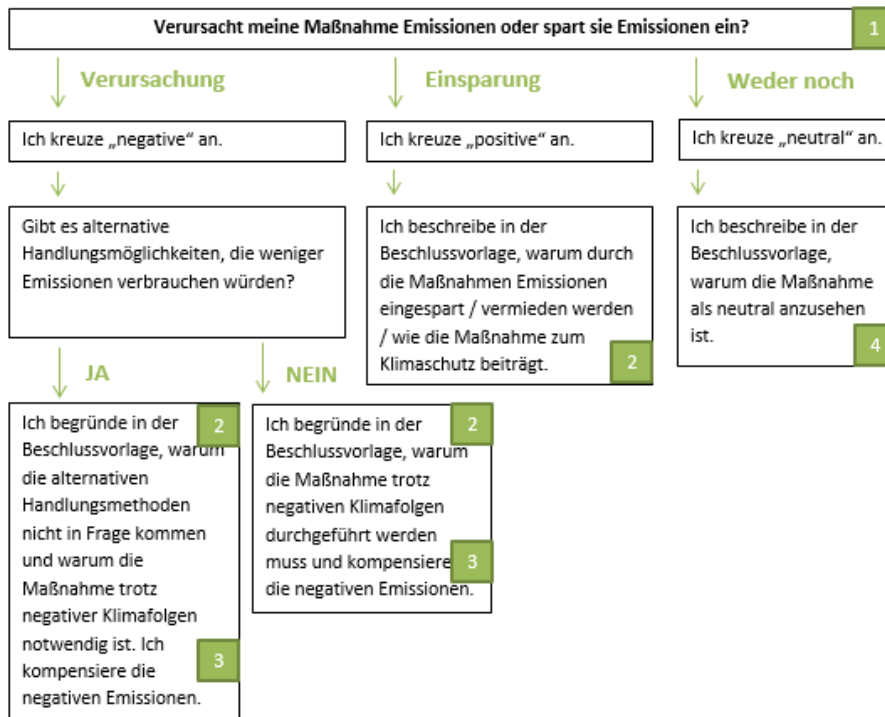 Verursacht meine Maßnahme Emissionen oder spart sie Emissionen ein?
1
Verursachung
Einsparung
Weder noch
Ich kreuze „negative“ an.
Ich kreuze „positive“ an.
Ich kreuze „neutral“ an.
Gibt es alternative
Handlungsmöglichkeiten, die weniger
Emissionen verbrauchen würden?
Ich beschreibe in der
Beschlussvorlage, warum durch
die Maßnahmen Emissionen
eingespart / vermieden werden
/ wie die Maßnahme zum
Klimaschutz beiträgt.
2
Ich beschreibe in der
Beschlussvorlage,
warum die Maßnahme
als neutral anzusehen
ist.
4
JA
NEIN
Ich begründe in der
2
Beschlussvorlage, warum
die alternativen
Handlungsmethoden
nicht in Frage kommen
und warum die
Maßnahme trotz
negativer Klimafolgen
notwendig ist. Ich
3
kompensiere die
negativen Emissionen.
Ich begründe in der
2
Beschlussvorlage, warum
die Maßnahme trotz
negativen Klimafolgen
durchgeführt werden
muss und kompensiere
3
die negativen Emissionen.